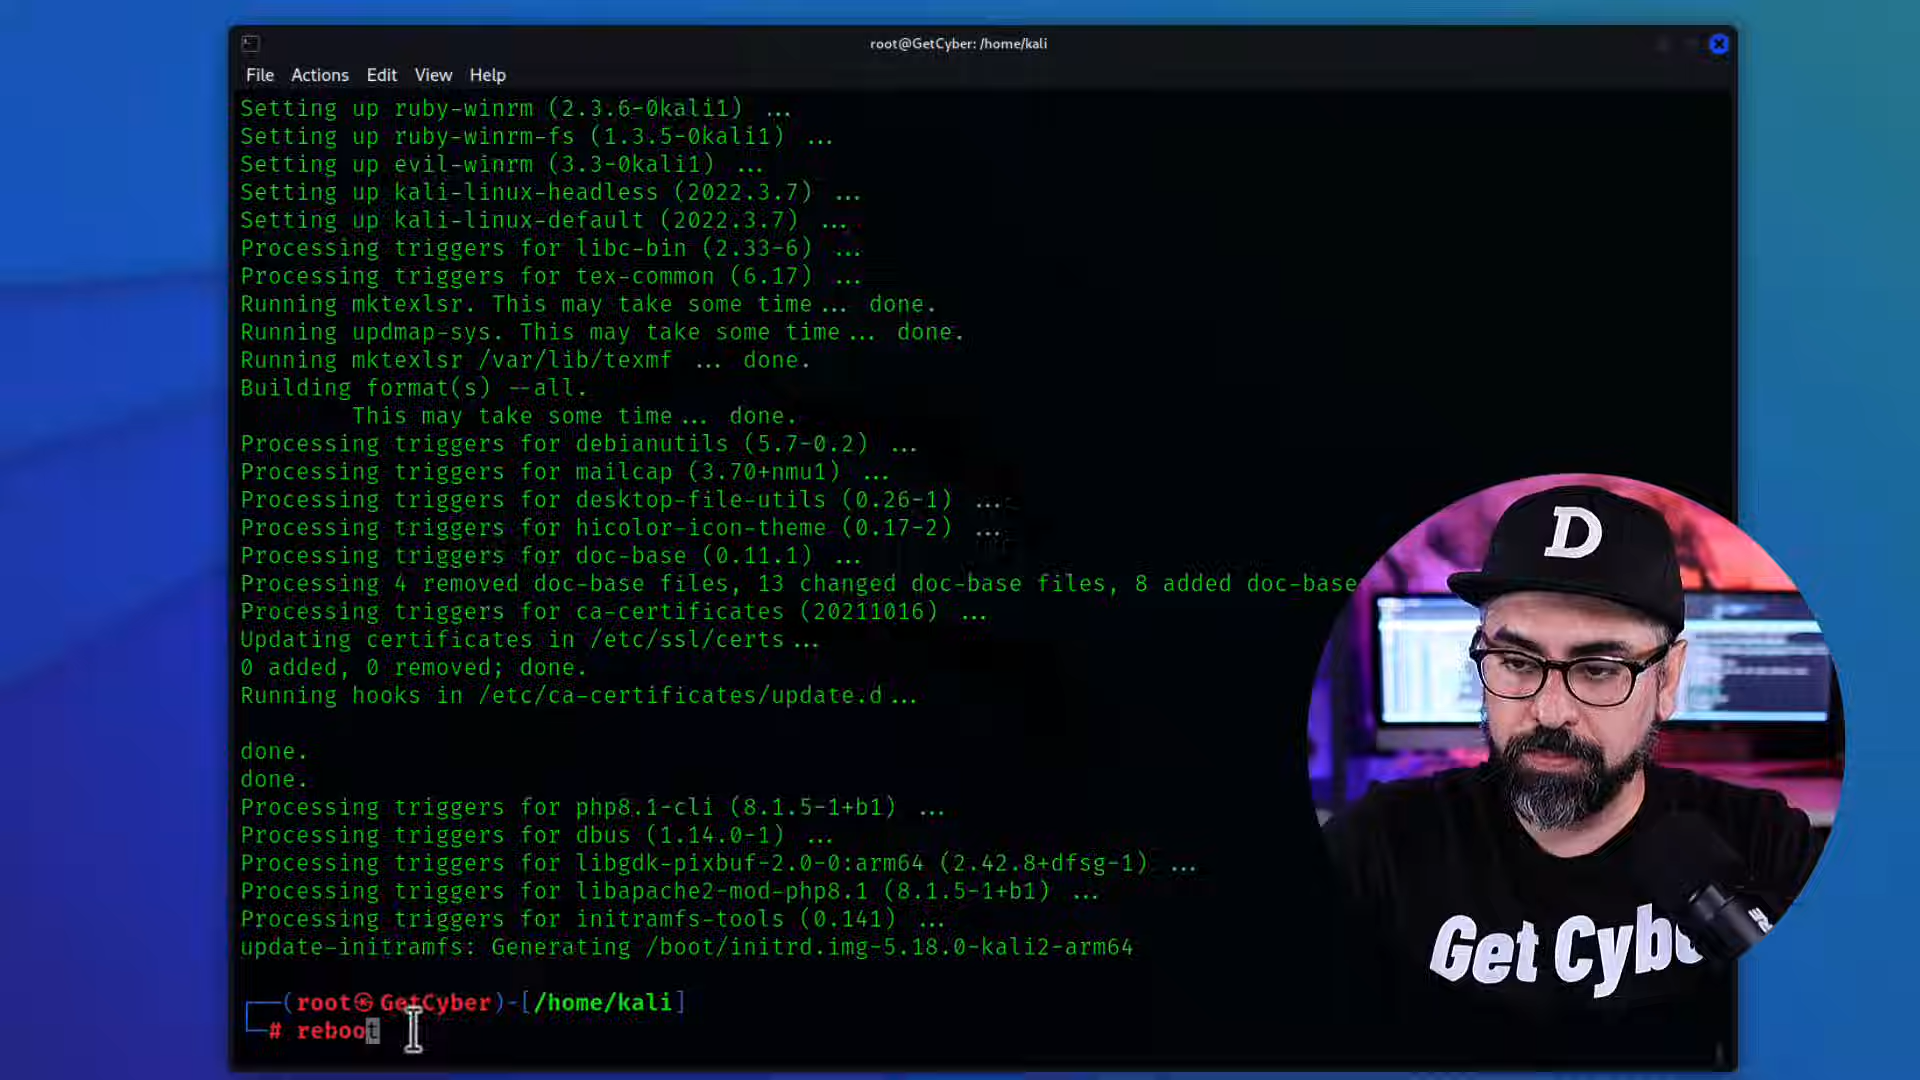 root@GetCyber: /home/kali
File Actions Edit View Help
Setting up ruby-winrm (2.3.6-0kali1) ...
Setting up ruby-winrm-fs (1.3.5-0kali1) ...
Setting up evil-winrm (3.3-0kali1) ...
Setting up kali-linux-headless (2022.3.7) ...
Setting up kali-linux-default (2022.3.7) ...
Processing triggers for libc-bin (2.33-6) ...
Processing triggers for tex-common (6.17) ...
Running mktexlsr. This may take some time... done.
Running updmap-sys. This may take some time... done.
Running mktexlsr /var/lib/texmf ... done.
Building format(s) --all.
This may take some time... done.
Processing triggers for debianutils (5.7-0.2) ...
Processing triggers for mailcap (3.70+nmu1) ...
Processing triggers for desktop-file-utils (0.26-1) ...
Processing triggers for hicolor-icon-theme (0.17-2) ...
Processing triggers for doc-base (0.11.1) ...
Processing 4 removed doc-base files, 13 changed doc-base files, 8 added doc-base
Processing triggers for ca-certificates (20211016) ...
Updating certificates in /etc/ssl/certs...
0 added, 0 removed; done.
Running hooks in /etc/ca-certificates/update.d...
done.
done.
Processing triggers for php8.1-cli (8.1.5-1+b1) ...
Processing triggers for dbus (1.14.0-1) ...
Processing triggers for libgdk-pixbuf-2.0-0:arm64 (2.42.8+dfsg-1) ...
Processing triggers for libapache2-mod-php8.1 (8.1.5-1+b1) ...
Processing triggers for initramfs-tools (0.141) ...
update-initramfs: Generating /boot/initrd.img-5.18.0-kali2-arm64
(root㉿GetCyber)-[/home/kali]
# reboot
D
Get Cybe